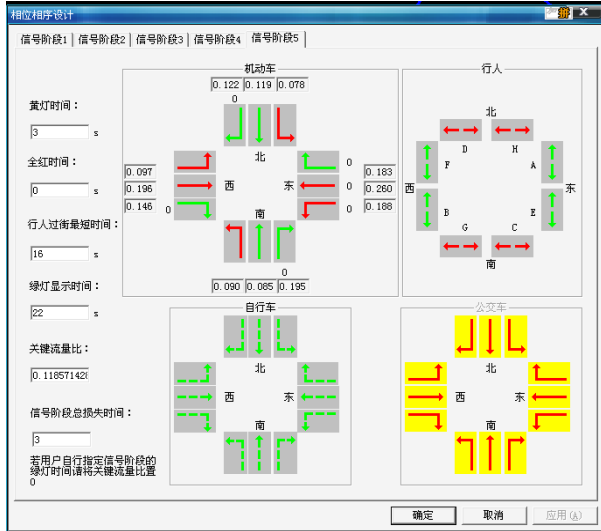 相位相序设计
拼
信号阶段1 信号阶段2 信号阶段3 信号阶段4 信号阶段5
黄灯时间：
3 s
全红时间：
0 s
行人过街最短时间：
16 s
绿灯显示时间：
22 s
关键流量比：
0.11857142
信号阶段总损失时间：
3
若用户自行指定信号阶段的
绿灯时间请将关键流量比置
0
机动车
0.122 0.119 0.078
0
北
0.097
0.196
0.146 0
西 东
0 0.183
0 0.260
0 0.188
南
0
0.090 0.085 0.195
行人
北
D H
F A
西 东
B E
G C
南
自行车
北
西 东
南
公交车
北
西 东
南
确定 取消 应用(A)